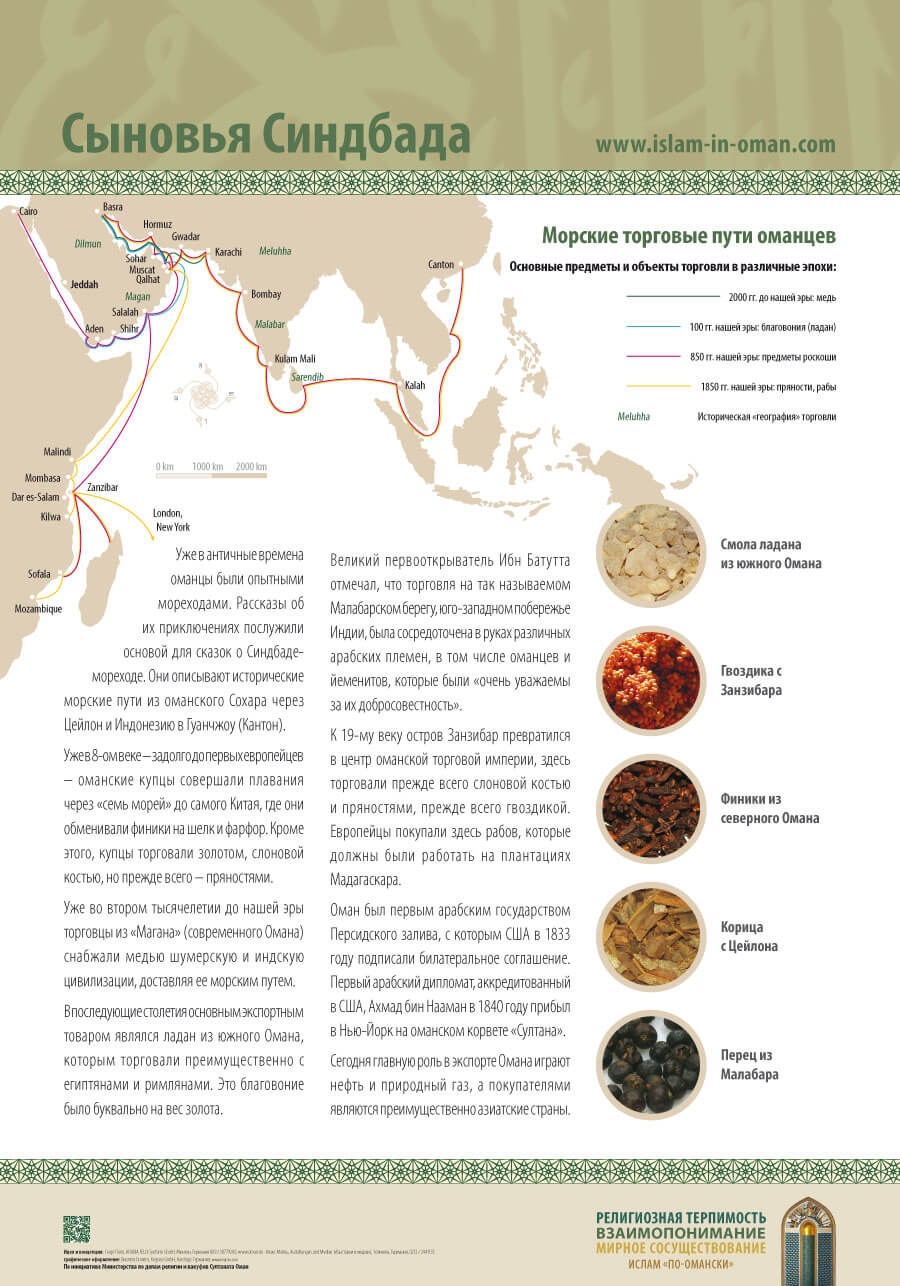 Сыновья Синдбада
www.islam-in-oman.com
Морские торговые пути оманцев
Основные предметы и объекты торговли в различные эпохи:
2000 гг. до нашей эры: медь
100 гг. нашей эры: благовония (ладан)
850 гг. нашей эры: предметы роскоши
1850 гг. нашей эры: пряности, рабы
Meluhha
Историческая «география» торговли
Cairo
Basra
Hormuz
Gwadar
Dilmun
Sohar
Karachi
Meluhha
Muscat
Qalhat
Canton
Jeddah
Magan
Bombay
Salalah
Malabar
Aden
Shihr
Kulam Mali
Sarendib
Kalah
Malindi
0 km
1000 km
2000 km
Mombasa
Zanzibar
Dar es-Salam
Kilwa
London,
New York
Sofala
Mozambique
Уже в античные времена
оманцы были опытными
мореходами. Рассказы об
их приключениях послужили
основой для сказок о Синдбаде-
мореходе. Они описывают исторические
морские пути из оманского Сохара через
Цейлон и Индонезию в Гуанчжоу (Кантон).
Уже в 8-ом веке – задолго до первых европейцев
– оманские купцы совершали плавания
через «семь морей» до самого Китая, где они
обменивали финики на шелк и фарфор. Кроме
этого, купцы торговали золотом, слоновой
костью, но прежде всего – пряностями.
Уже во втором тысячелетии до нашей эры
торговцы из «Магана» (современного Омана)
снабжали медью шумерскую и индскую
цивилизации, доставляя ее морским путем.
В последующие столетия основным экспортным
товаром являлся ладан из южного Омана,
которым торговали преимущественно с
египтянами и римлянами. Это благовоние
было буквально на вес золота.
Великий первооткрыватель Ибн Батутта
отмечал, что торговля на так называемом
Малабарском берегу, юго-западном побережье
Индии, была сосредоточена в руках различных
арабских племен, в том числе оманцев и
йеменитов, которые были «очень уважаемы
за их добросовестность».
К 19-му веку остров Занзибар превратился
в центр оманской торговой империи, здесь
торговали прежде всего слоновой костью
и пряностями, прежде всего гвоздикой.
Европейцы покупали здесь рабов, которые
должны были работать на плантациях
Мадагаскара.
Оман был первым арабским государством
Персидского залива, с которым США в 1833
году подписали билатеральное соглашение.
Первый арабский дипломат, аккредитованный
в США, Ахмад бин Нааман в 1840 году прибыл
в Нью-Йорк на оманском корвете «Султана».
Сегодня главную роль в экспорте Омана играют
нефть и природный газ, а покупателями
являются преимущественно азиатские страны.
Смола ладана
из южного Омана
Гвоздика с
Занзибара
Финики из
северного Омана
Корица
с Цейлона
Перец из
Малабара
По инициативе Министерства по делам религии и вакуфов Султаната Оман
РЕЛИГИОЗНАЯ ТЕРПИМОСТЬ
ВЗАИМОПОНИМАНИЕ
МИРНОЕ СОСУЩЕСТВОВАНИЕ
ИСЛАМ «ПО-ОМАНСКИ»